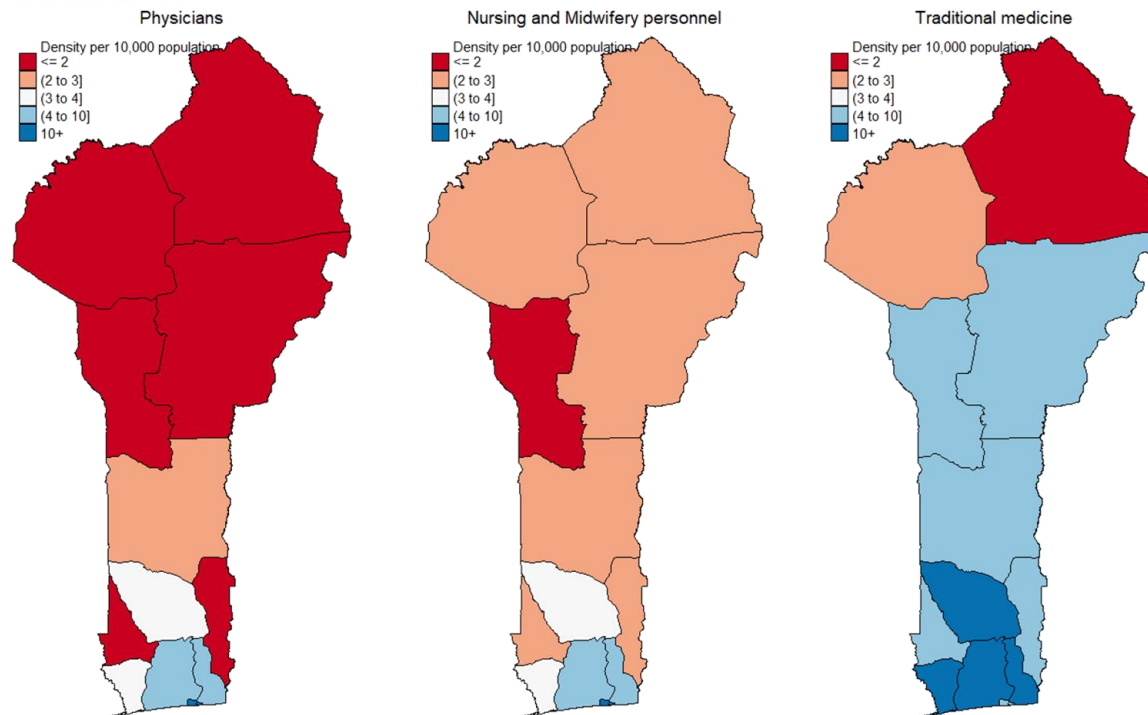 Physicians
Density per 10,000 population
<= 2
(2 to 3]
(3 to 4]
(4 to 10]
10+
Nursing and Midwifery personnel
Density per 10,000 population
<= 2
(2 to 3]
(3 to 4]
(4 to 10]
10+
Traditional medicine
Density per 10,000 population
<= 2
(2 to 3]
(3 to 4]
(4 to 10]
10+